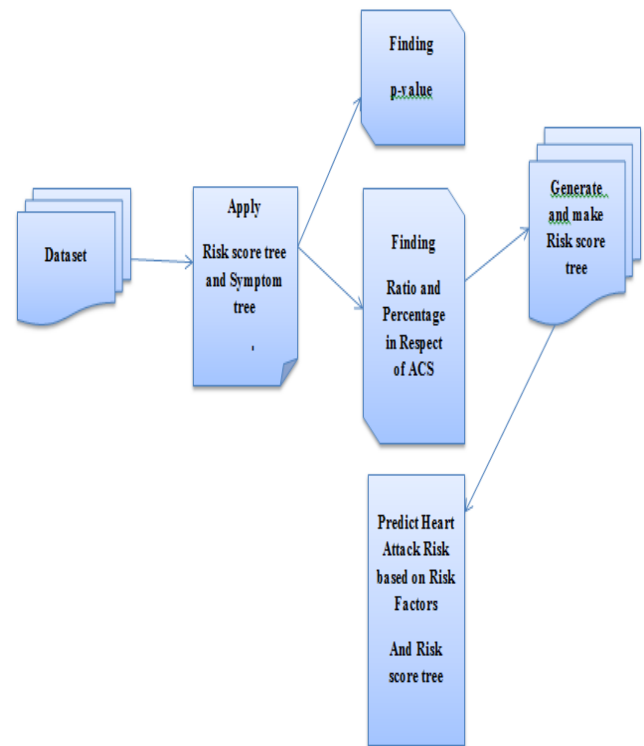 Dataset
Apply
Risk score tree
and Symptom
tree
.
Finding
p-value
Finding
Ratio and
Percentage
in Respect
of ACS
Generate
and make
Risk score
tree
Predict Heart
Attack Risk
based on Risk
Factors
And Risk
score tree